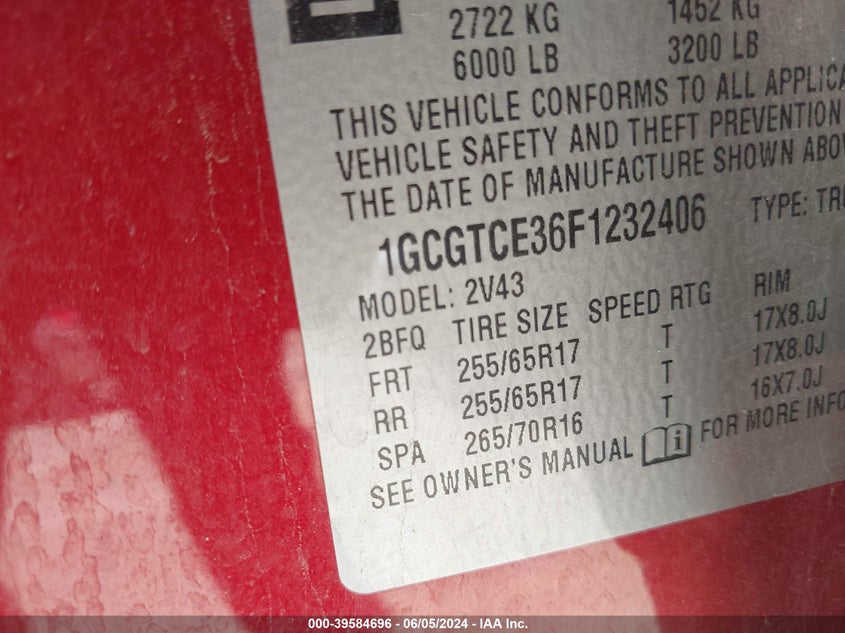 2722 KG 1452 KG
6000 LB 3200 LB
THIS VEHICLE CONFORMS TO ALL
VEHICLE SAFETY AND THEFT PREVENTION
THE DATE OF MANUFACTURE SHOWN
1GCGTCE36F1232406 TYPE:
MODEL: 2V43
2BFQ TIRE SIZE SPEED RTG RIM
FRT 255/65R17 T 17X8.0J
RR 255/65R17 T 17X8.0J
SPA 265/70R16 T 16X7.0J
SEE OWNER'S MANUAL FOR MORE
000-39584696 - 06/05/2024 - IAA Inc.